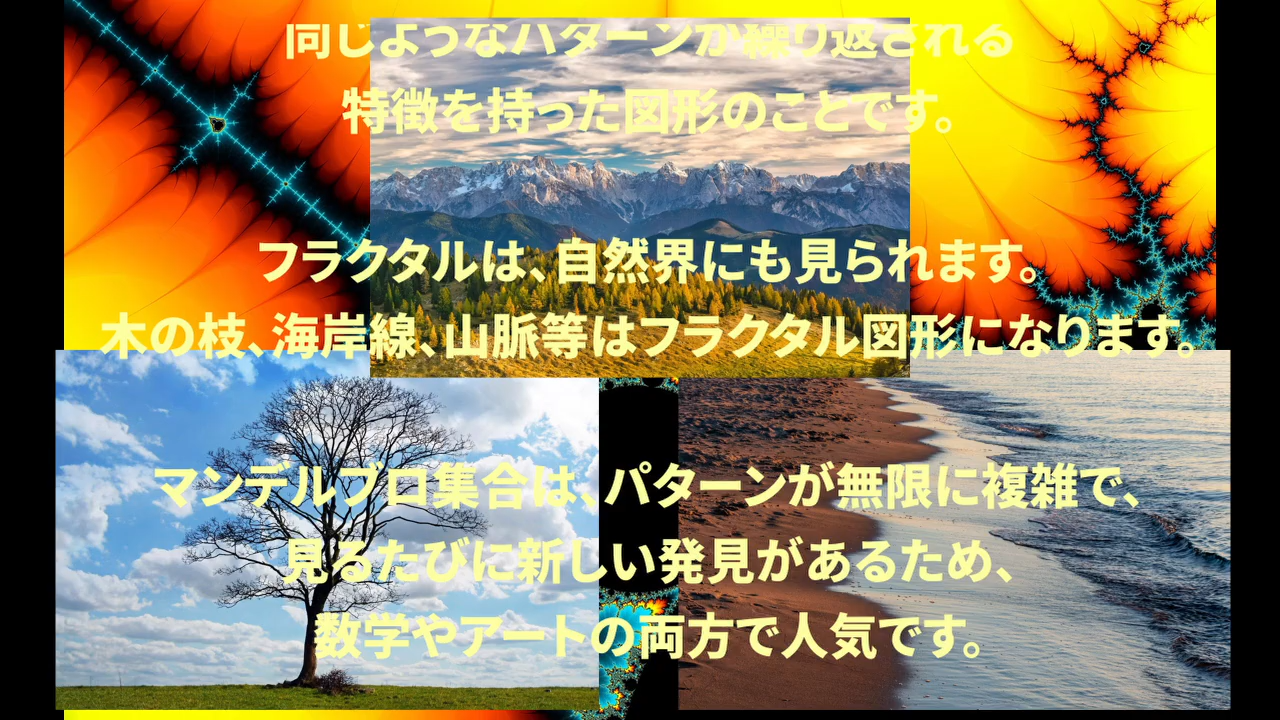 同じようなパターンが繰り返される
特徴を持った図形のことです。
フラクタルは、自然界にも見られます。
木の枝、海岸線、山脈等はフラクタル図形になります。
マンデルブロ集合は、パターンが無限に複雑で、
見るたびに新しい発見があるため、
数学やアートの両方で人気です。